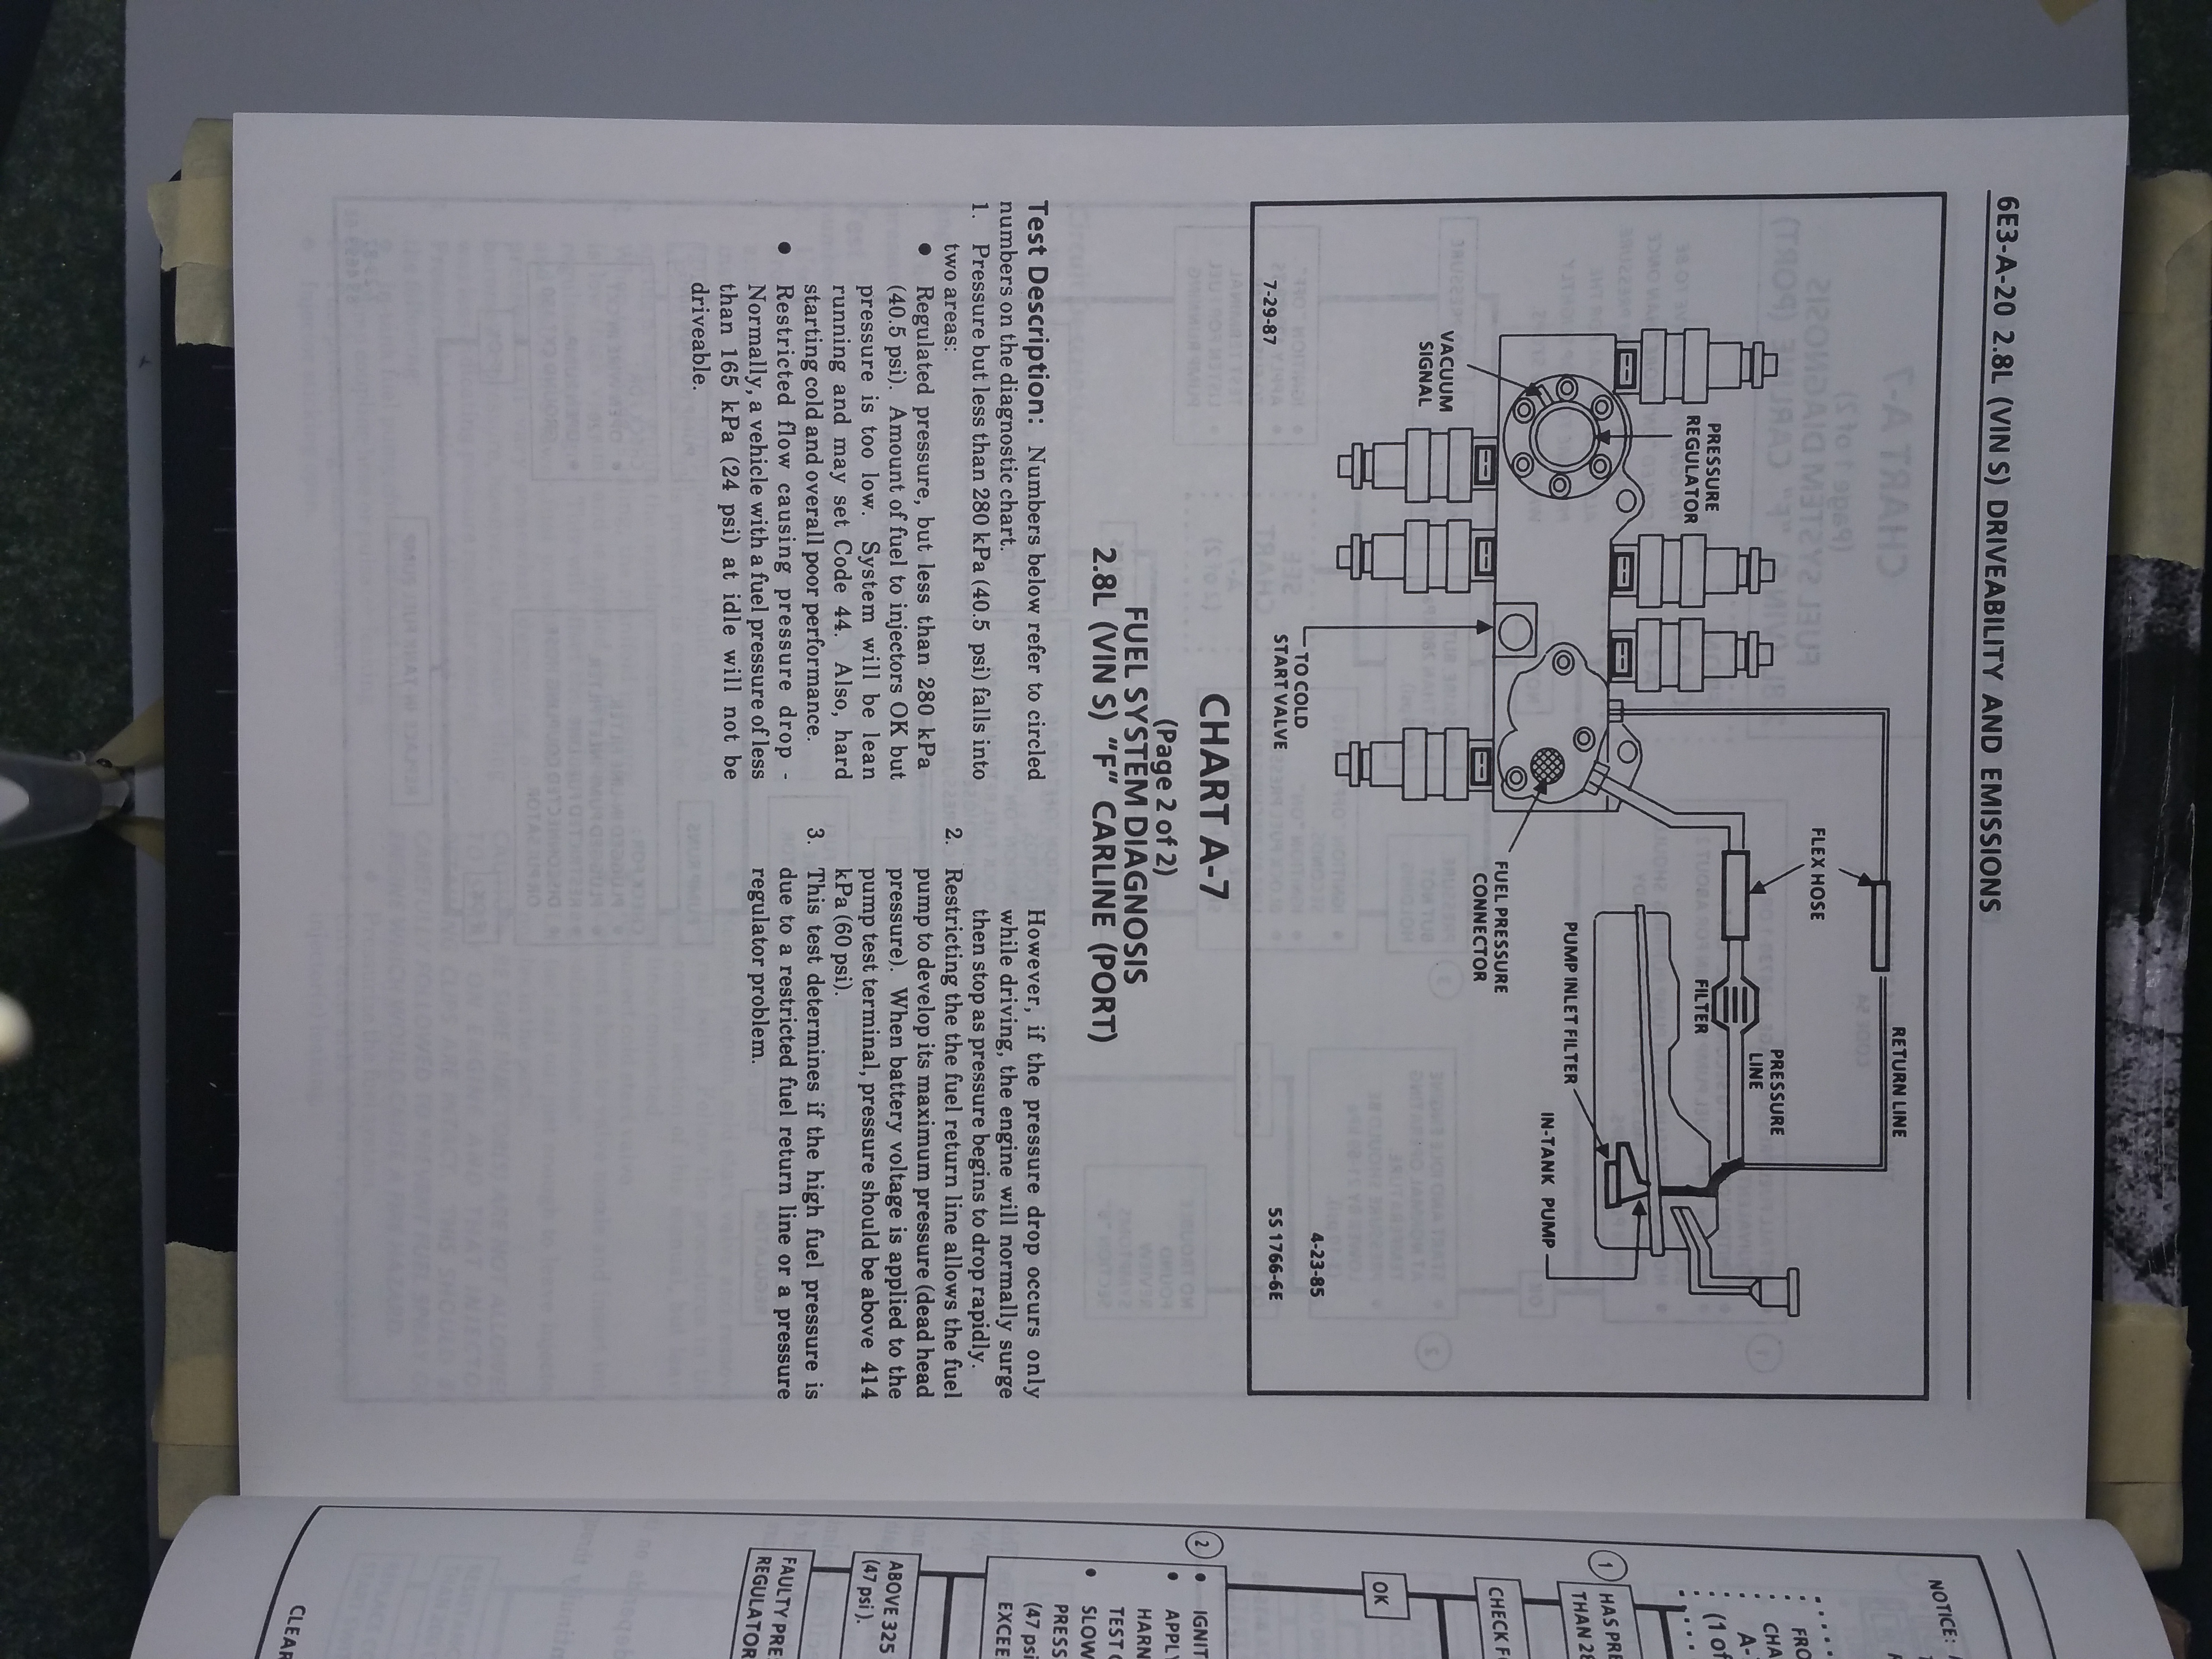 6E3-A-20 2.8L (VIN S) DRIVEABILITY AND EMISSIONS
RETURN LINE
FLEX HOSE
PRESSURE
LINE
PRESSURE
REGULATOR
FILTER
PUMP INLET FILTER
IN-TANK PUMP
VACUUM
SIGNAL
FUEL PRESSURE
CONNECTOR
TO COLD
START VALVE
4-23-85
7-29-87
5S 1766-6E
CHART A-7
(Page 2 of 2)
FUEL SYSTEM DIAGNOSIS
2.8L (VIN S) "F" CARLINE (PORT)
Test Description: Numbers below refer to circled
numbers on the diagnostic chart.
1. Pressure but less than 280 kPa (40.5 psi) falls into
two areas:
● Regulated pressure, but less than 280 kPa
(40.5 psi). Amount of fuel to injectors OK but
pressure is too low. System will be lean
running and may set Code 44. Also, hard
starting cold and overall poor performance.
● Restricted flow causing pressure drop -
Normally, a vehicle with a fuel pressure of less
than 165 kPa (24 psi) at idle will not be
driveable.
However, if the pressure drop occurs only
while driving, the engine will normally surge
then stop as pressure begins to drop rapidly.
2. Restricting the the fuel return line allows the fuel
pump to develop its maximum pressure (dead head
pressure). When battery voltage is applied to the
pump test terminal, pressure should be above 414
kPa (60 psi).
3. This test determines if the high fuel pressure is
due to a restricted fuel return line or a pressure
regulator problem.
NOTICE:
FRO
CHA
A-
(1 of
1
HAS PRE
THAN 28
CHECK F
OK
2
● IGNIT
● APPLY
HARN
TEST
● SLOW
PRESS
(47 psi
EXCEE
ABOVE 325
(47 psi).
FAULTY PRE
REGULATOR
CLEAR